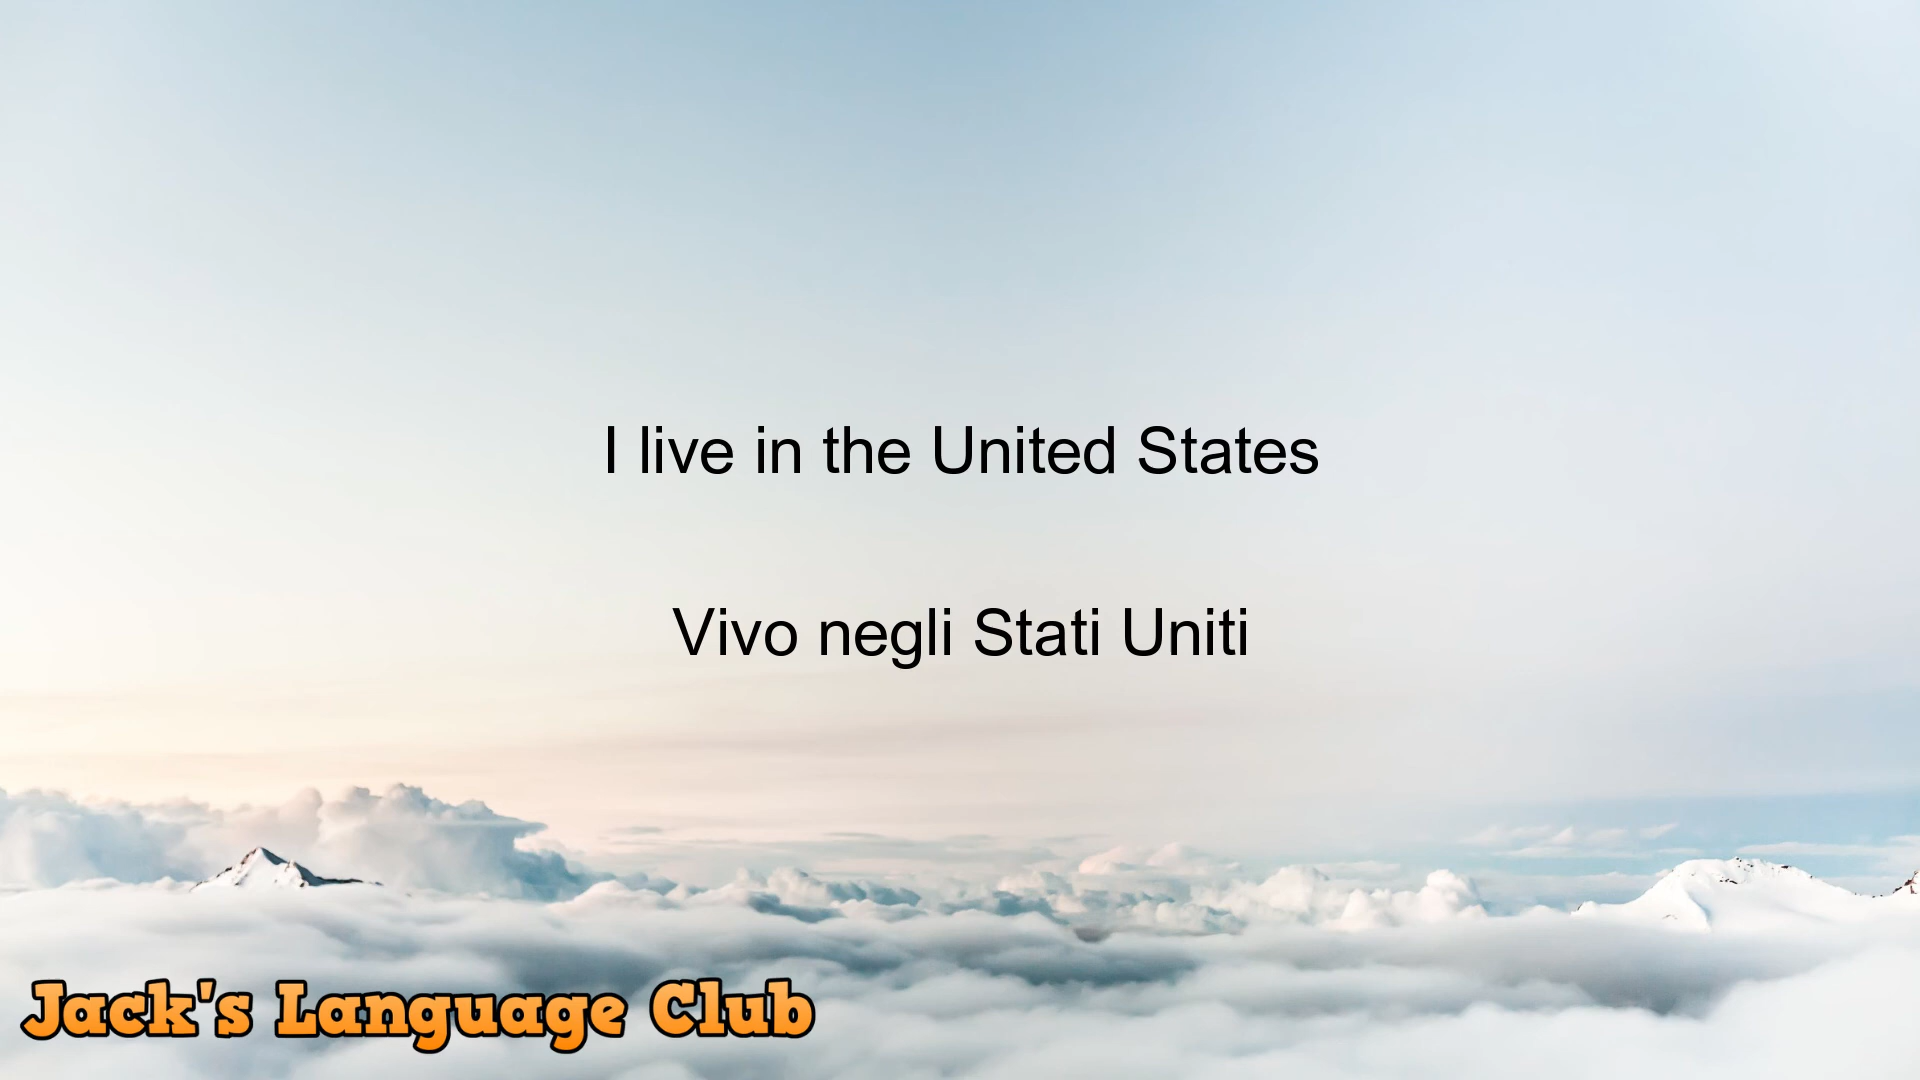 I live in the United States
Vivo negli Stati Uniti
Jack's Language Club